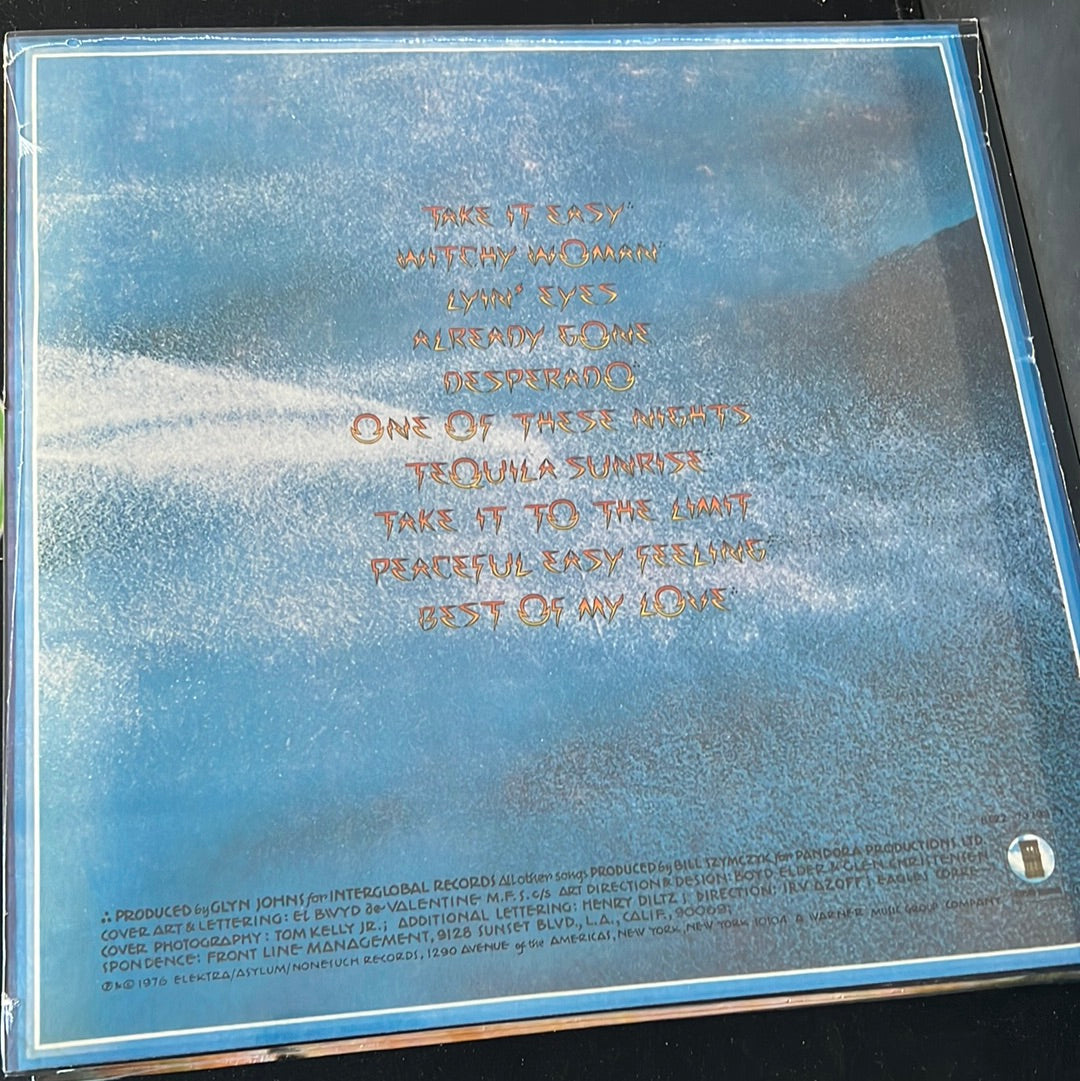 TAKE IT EASY∴
WITCHY WOMAN∴
LYIN' EYES
ALREADY GONE
DESPERADO∴
ONE OF THESE NIGHTS
TEQUILA SUNRISE∴
TAKE IT TO THE LIMIT
PEACEFUL EASY FEELING∴
BEST OF MY LOVE∴
∴ PRODUCED by GLYN JOHNS for INTERGLOBAL RECORDS All other songs PRODUCED by BILL SZYMCZYK for PANDORA PRODUCTIONS LTD.
COVER ART & LETTERING: EL BWYD de VALENTINE M.F.S. c/s ART DIRECTION & DESIGN: BOYD ELDER & GLEN CHRISTENSEN
COVER PHOTOGRAPHY: TOM KELLY JR.; ADDITIONAL LETTERING: HENRY DILTZ; DIRECTION: IRV AZOFF; EAGLES CORRE-
SPONDENCE: FRONT LINE MANAGEMENT, 9128 SUNSET BLVD., L.A., CALIF., 90069;
℗ & © 1976 ELEKTRA/ASYLUM/NONESUCH RECORDS, 1290 AVENUE of the AMERICAS, NEW YORK, NEW YORK 10104 A WARNER MUSIC GROUP COMPANY.